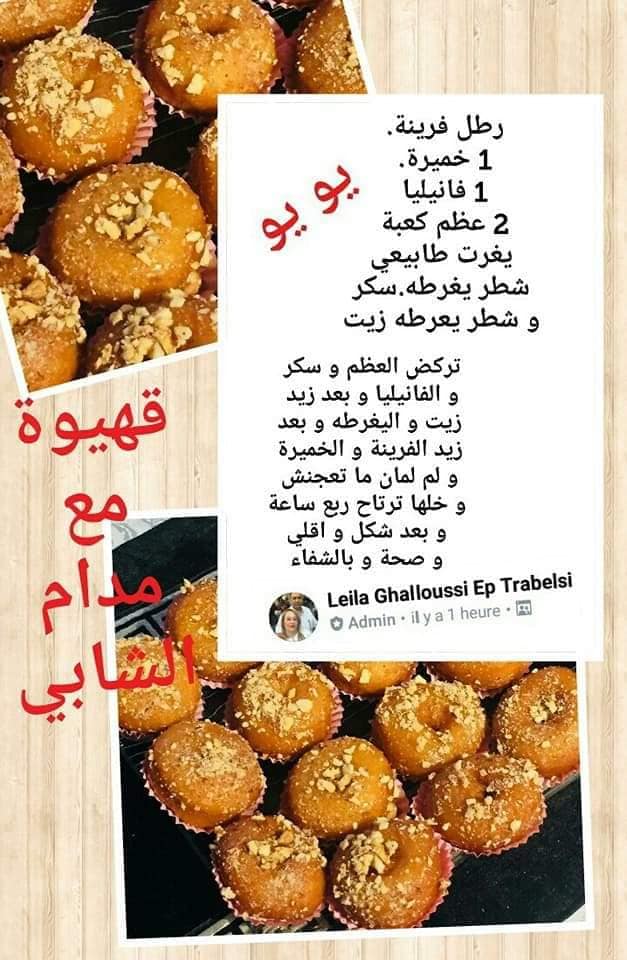 رطل فرينة.
1 خميرة.
1 فانيليا
2 عظم كعبة
يغرت طابيعي
شطر يغرطه.سكر
و شطر يعرطه زيت
يو يو
تركض العظم و سكر
و الفانيليا و بعد زيد
زيت و اليغرطه و بعد
زيد الفرينة و الخميرة
و لم لمان ما تعجنش
و خلها ترتاح ربع ساعة
و بعد شكل و اقلي
و صحة و بالشفاء
Leila Ghalloussi Ep Trabelsi
Admin • il y a 1 heure •
قهيوة
مع
مدام
الشابي